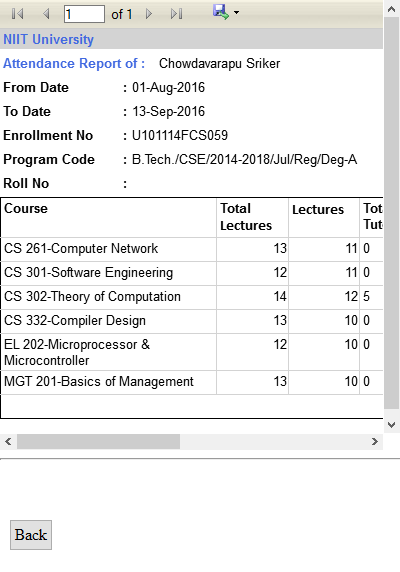 1 of 1
NIIT University
Attendance Report of : Chowdavarapu Sriker
From Date : 01-Aug-2016
To Date : 13-Sep-2016
Enrollment No : U101114FCS059
Program Code : B.Tech./CSE/2014-2018/Jul/Reg/Deg-A
Roll No :
Course Total Lectures Lectures Tot Tut
CS 261-Computer Network 13 11 0
CS 301-Software Engineering 12 11 0
CS 302-Theory of Computation 14 12 5
CS 332-Compiler Design 13 10 0
EL 202-Microprocessor & 12 10 0
Microcontroller
MGT 201-Basics of Management 13 10 0
Back